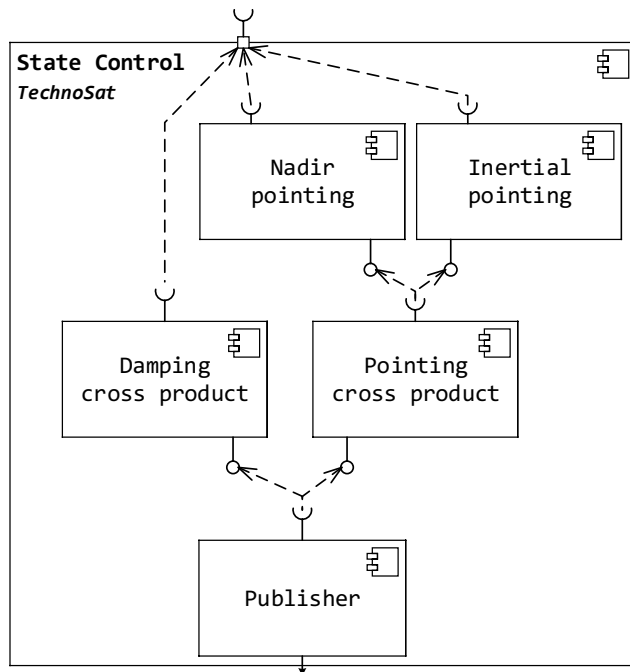 State Control
TechnoSat
Nadir
pointing
Inertial
pointing
Damping
cross product
Pointing
cross product
Publisher